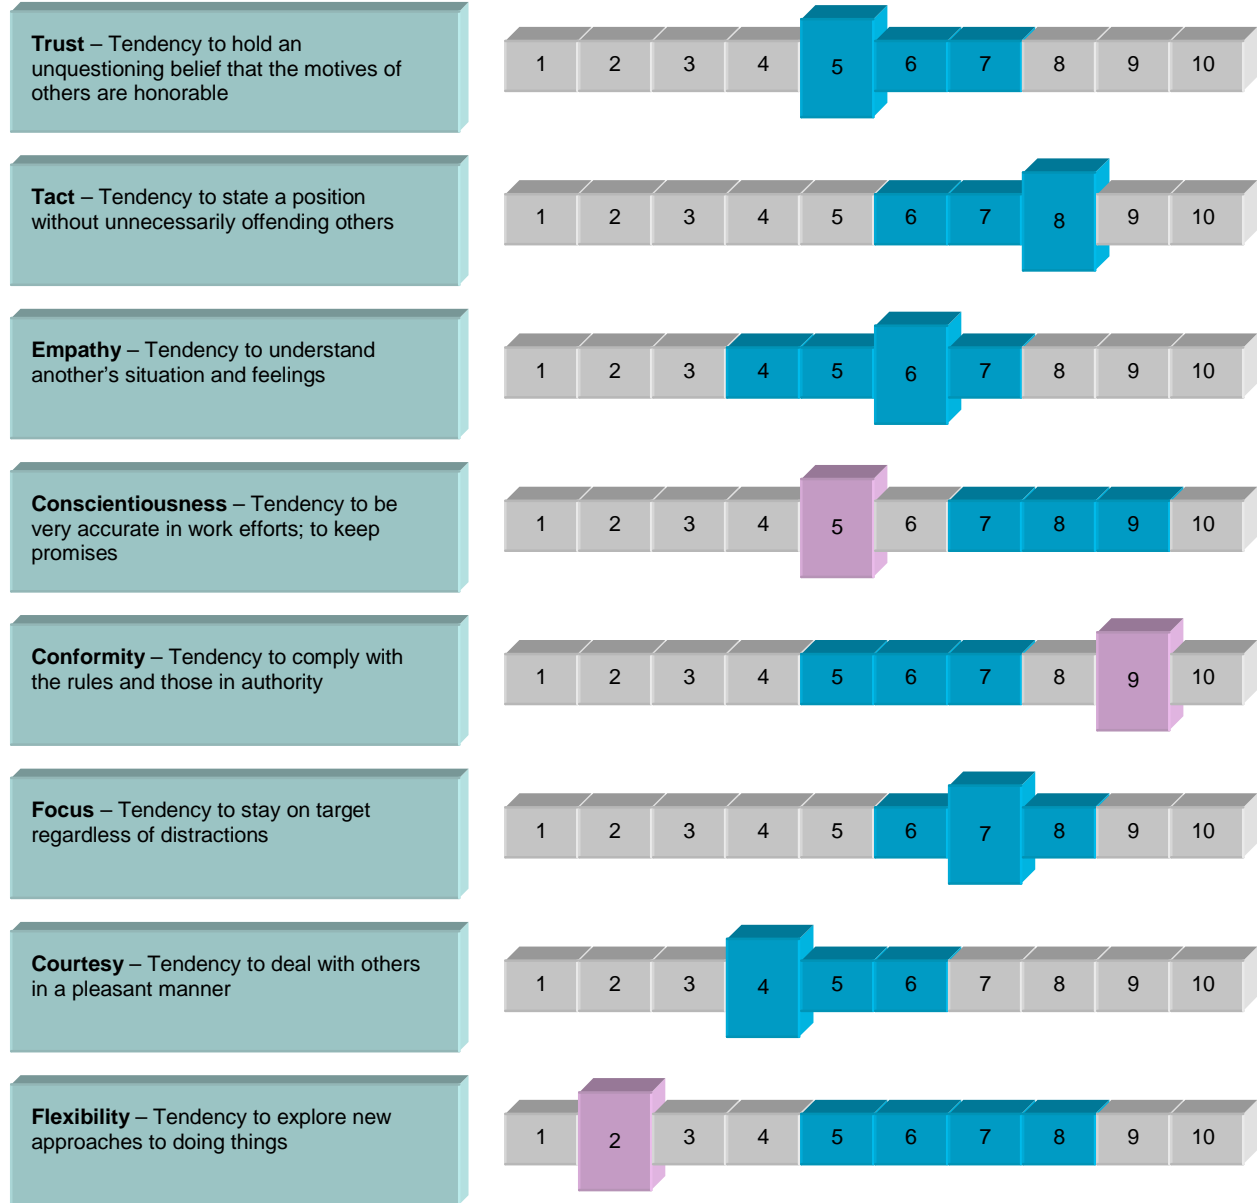 Trust – Tendency to hold an
unquestioning belief that the motives of
others are honorable
1 2 3 4 5 6 7 8 9 10
Tact – Tendency to state a position
without unnecessarily offending others
1 2 3 4 5 6 7 8 9 10
Empathy – Tendency to understand
another’s situation and feelings
1 2 3 4 5 6 7 8 9 10
Conscientiousness – Tendency to be
very accurate in work efforts; to keep
promises
1 2 3 4 5 6 7 8 9 10
Conformity – Tendency to comply with
the rules and those in authority
1 2 3 4 5 6 7 8 9 10
Focus – Tendency to stay on target
regardless of distractions
1 2 3 4 5 6 7 8 9 10
Courtesy – Tendency to deal with others
in a pleasant manner
1 2 3 4 5 6 7 8 9 10
Flexibility – Tendency to explore new
approaches to doing things
1 2 3 4 5 6 7 8 9 10